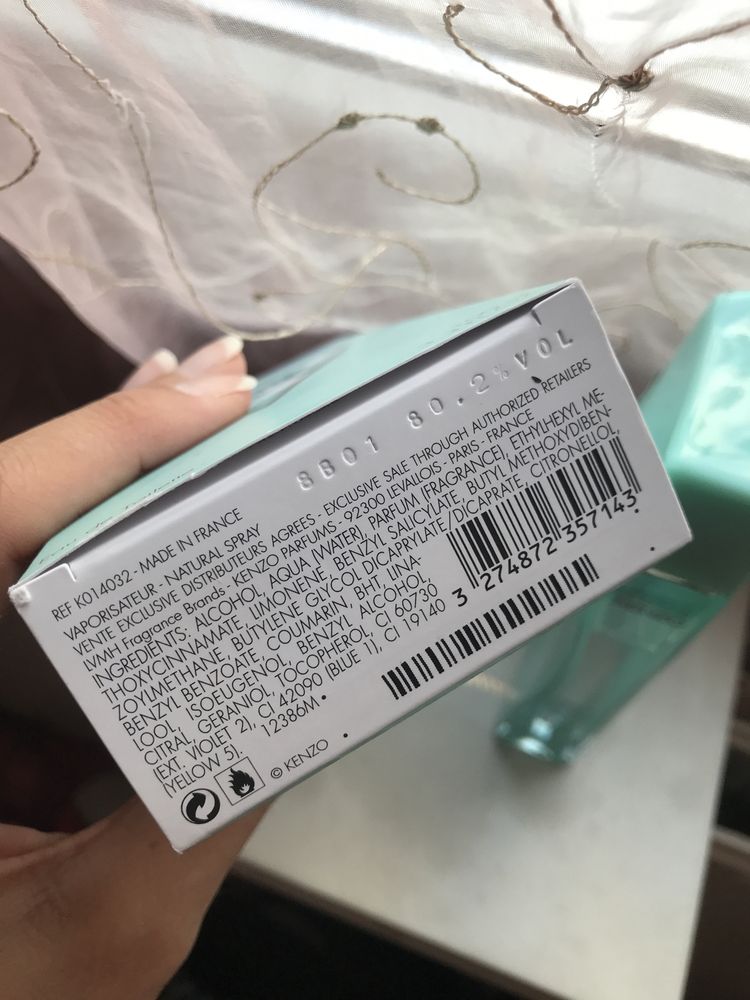 8B01 80.2% VOL
REF K014032 - MADE IN FRANCE
VAPORISATEUR - NATURAL SPRAY
VENTE EXCLUSIVE DISTRIBUTEURS AGREES - EXCLUSIVE SALE THROUGH AUTHORIZED RETAILERS
LVMH Fragrance Brands - KENZO PARFUMS - 92300 LEVALLOIS - PARIS - FRANCE
INGREDIENTS: ALCOHOL, AQUA (WATER), PARFUM (FRAGRANCE), ETHYLHEXYL ME-
THOXYCINNAMATE, LIMONENE, BENZYL SALICYLATE, BUTYL METHOXYDIBEN-
ZOYLMETHANE, BUTYLENE GLYCOL DICAPRYLATE/DICAPRATE, CITRONELLOL,
BENZYL BENZOATE, COUMARIN, BHT, LINA-
LOOL, ISOEUGENOL, BENZYL ALCOHOL,
CITRAL, GERANIOL, TOCOPHEROL, CI 60730
(EXT. VIOLET 2), CI 42090 (BLUE 1), CI 19140
(YELLOW 5). 12386M
3 274872 357143
© KENZO